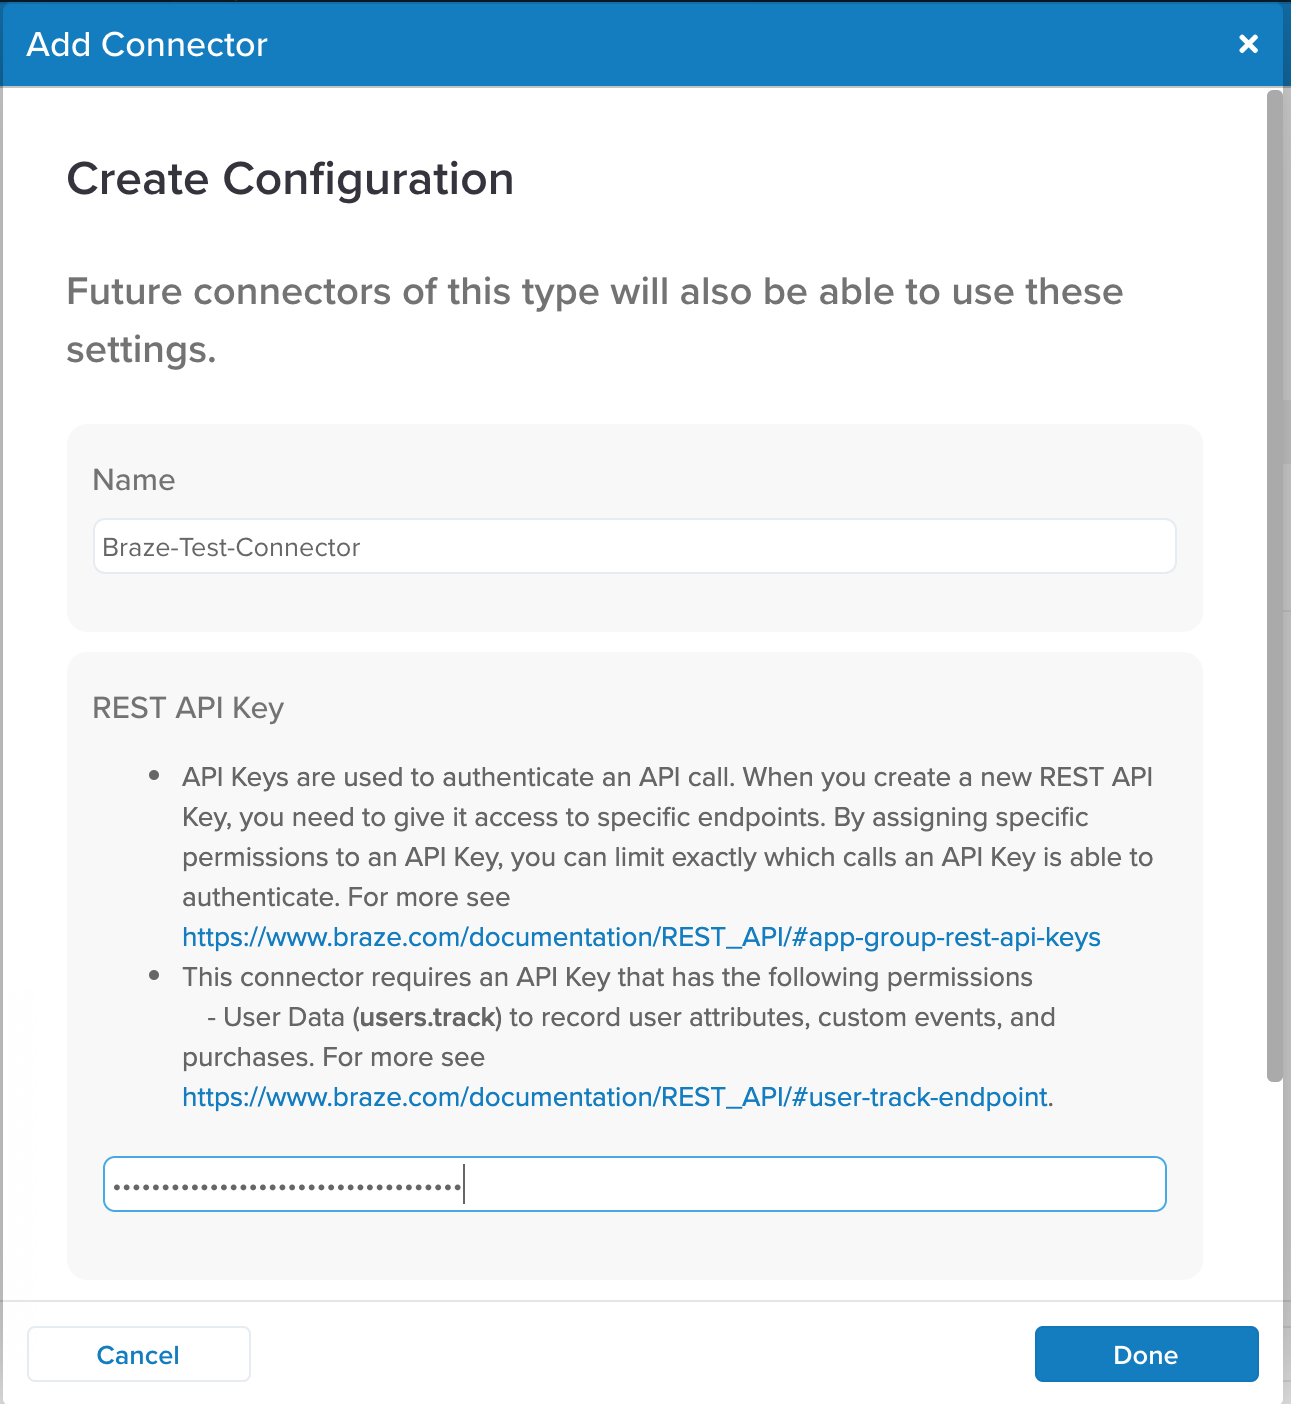 Add Connector
Create Configuration
Future connectors of this type will also be able to use these
settings.
Name
Braze-Test-Connector
REST API Key
• API Keys are used to authenticate an API call. When you create a new REST API
Key, you need to give it access to specific endpoints. By assigning specific
permissions to an API Key, you can limit exactly which calls an API Key is able to
authenticate. For more see
https://www.braze.com/documentation/REST_API/#app-group-rest-api-keys
• This connector requires an API Key that has the following permissions
- User Data (users.track) to record user attributes, custom events, and
purchases. For more see
https://www.braze.com/documentation/REST_API/#user-track-endpoint.
Cancel
Done